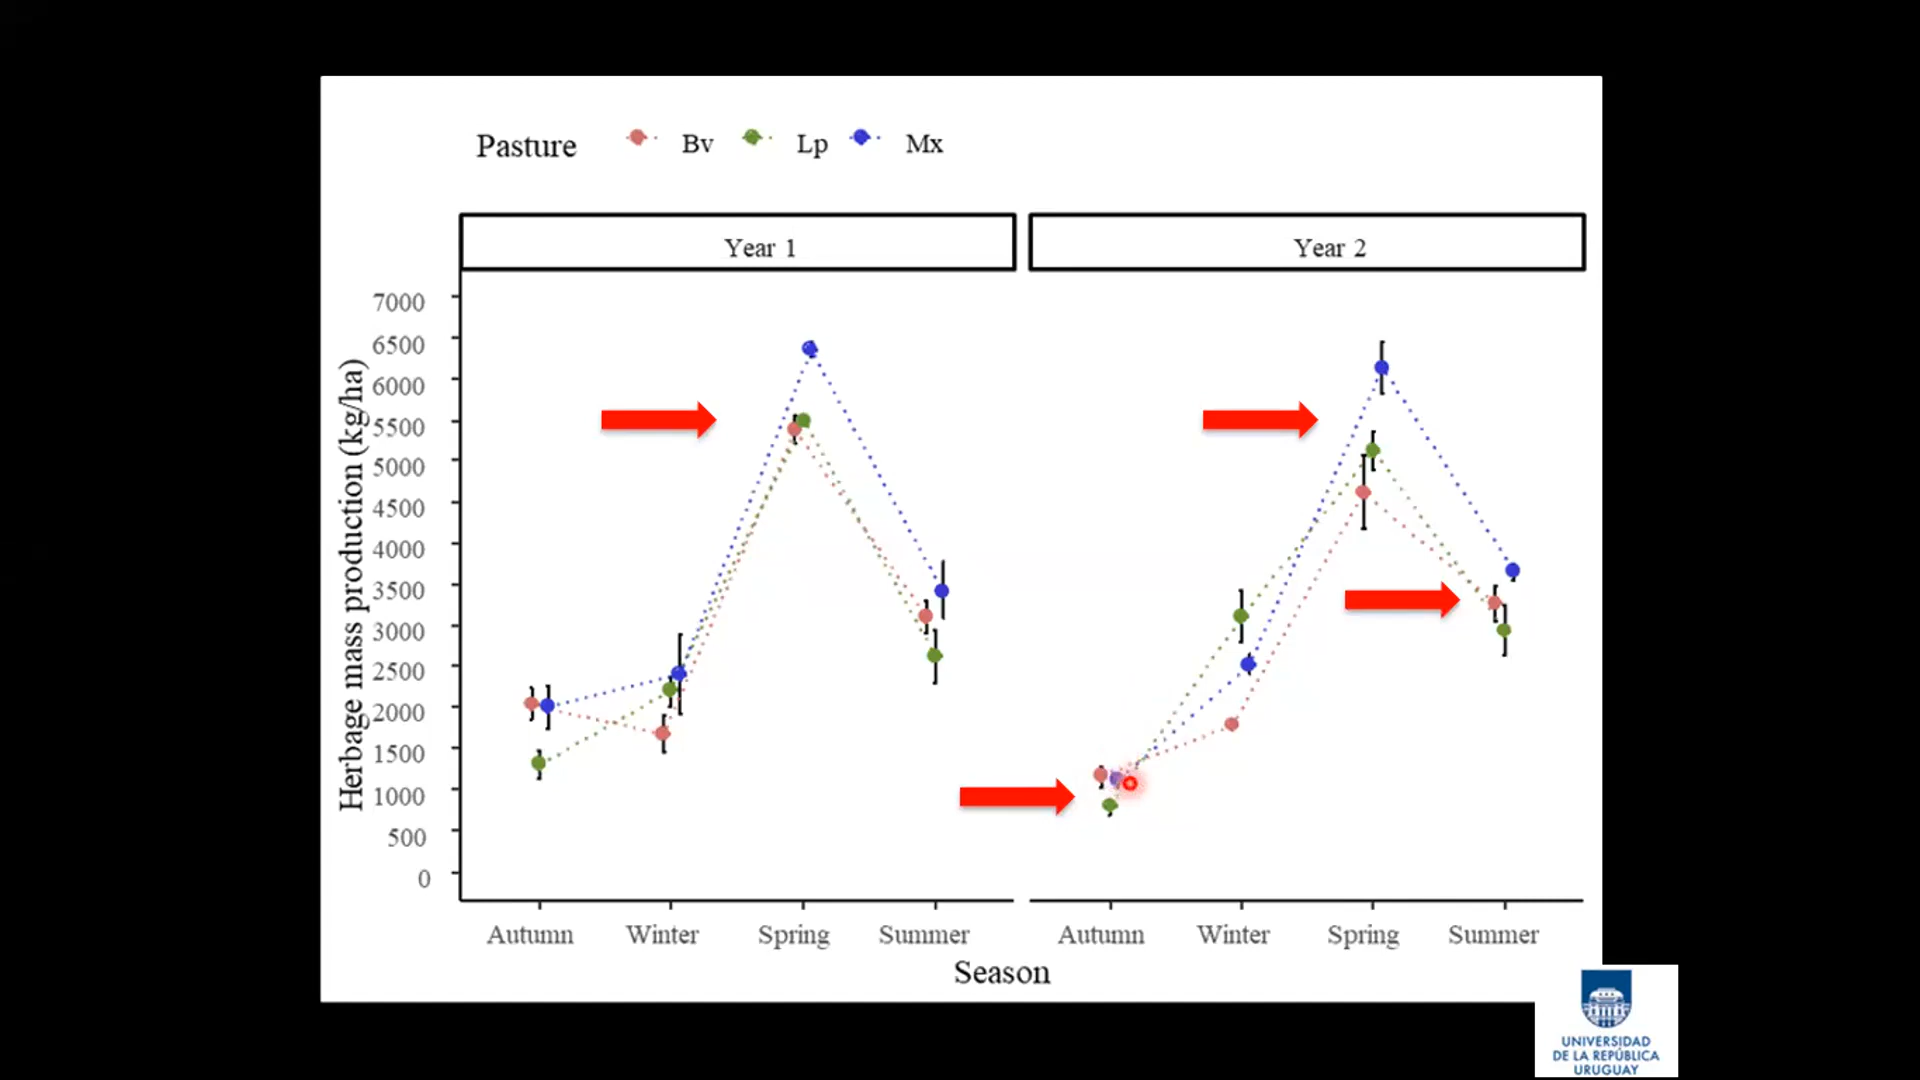 Pasture Bv Lp Mx
Year 1 Year 2
Herbage mass production (kg/ha)
7000
6500
6000
5500
5000
4500
4000
3500
3000
2500
2000
1500
1000
500
0
Autumn Winter Spring Summer Autumn Winter Spring Summer
Season
UNIVERSIDAD
DE LA REPÚBLICA
URUGUAY